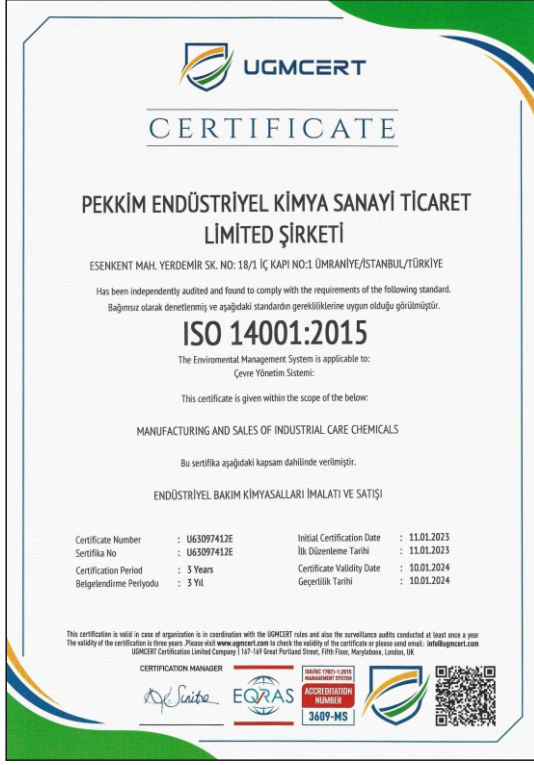 UGMCERT
CERTIFICATE
PEKKİM ENDÜSTRİYEL KİMYA SANAYİ TİCARET
LİMİTED ŞİRKETİ
ESENKENT MAH. YERDEMİR SK. NO: 18/1 İÇ KAPI NO:1 ÜMRANİYE/İSTANBUL/TÜRKİYE
Has been independently audited and found to comply with the requirements of the following standard.
Bağımsız olarak denetlenmiş ve aşağıdaki standardın gerekliliklerine uygun olduğu görülmüştür.
ISO 14001:2015
The Enviromental Management System is applicable to:
Çevre Yönetim Sistemi:
This certificate is given within the scope of the below:
MANUFACTURING AND SALES OF INDUSTRIAL CARE CHEMICALS
Bu sertifika aşağıdaki kapsam dahilinde verilmiştir.
ENDÜSTRİYEL BAKIM KİMYASALLARI İMALATI VE SATIŞI
Certificate Number : U63097412E
Sertifika No : U63097412E
Certification Period : 3 Years
Belgelendirme Periyodu : 3 Yıl
Initial Certification Date : 11.01.2023
İlk Düzenleme Tarihi : 11.01.2023
Certificate Validity Date : 10.01.2024
Geçerlilik Tarihi : 10.01.2024
This certification is valid in case of organization is in coordination with the UGMCERT rules and also the surveillance audits conducted at least once a year
The validity of the certification is three years .Please visit www.ugmcert.com to check the validity of the certificate or please send email: info@ugmcert.com
UGMCERT Certification Limited Company | 167-169 Great Portland Street, Fifth Floor, Marylebone, London, UK
CERTIFICATION MANAGER
EQRAS
ISO/IEC 17021-1:2015
MANAGEMENT SYSTEM
ACCREDITATION
NUMBER
3609-MS